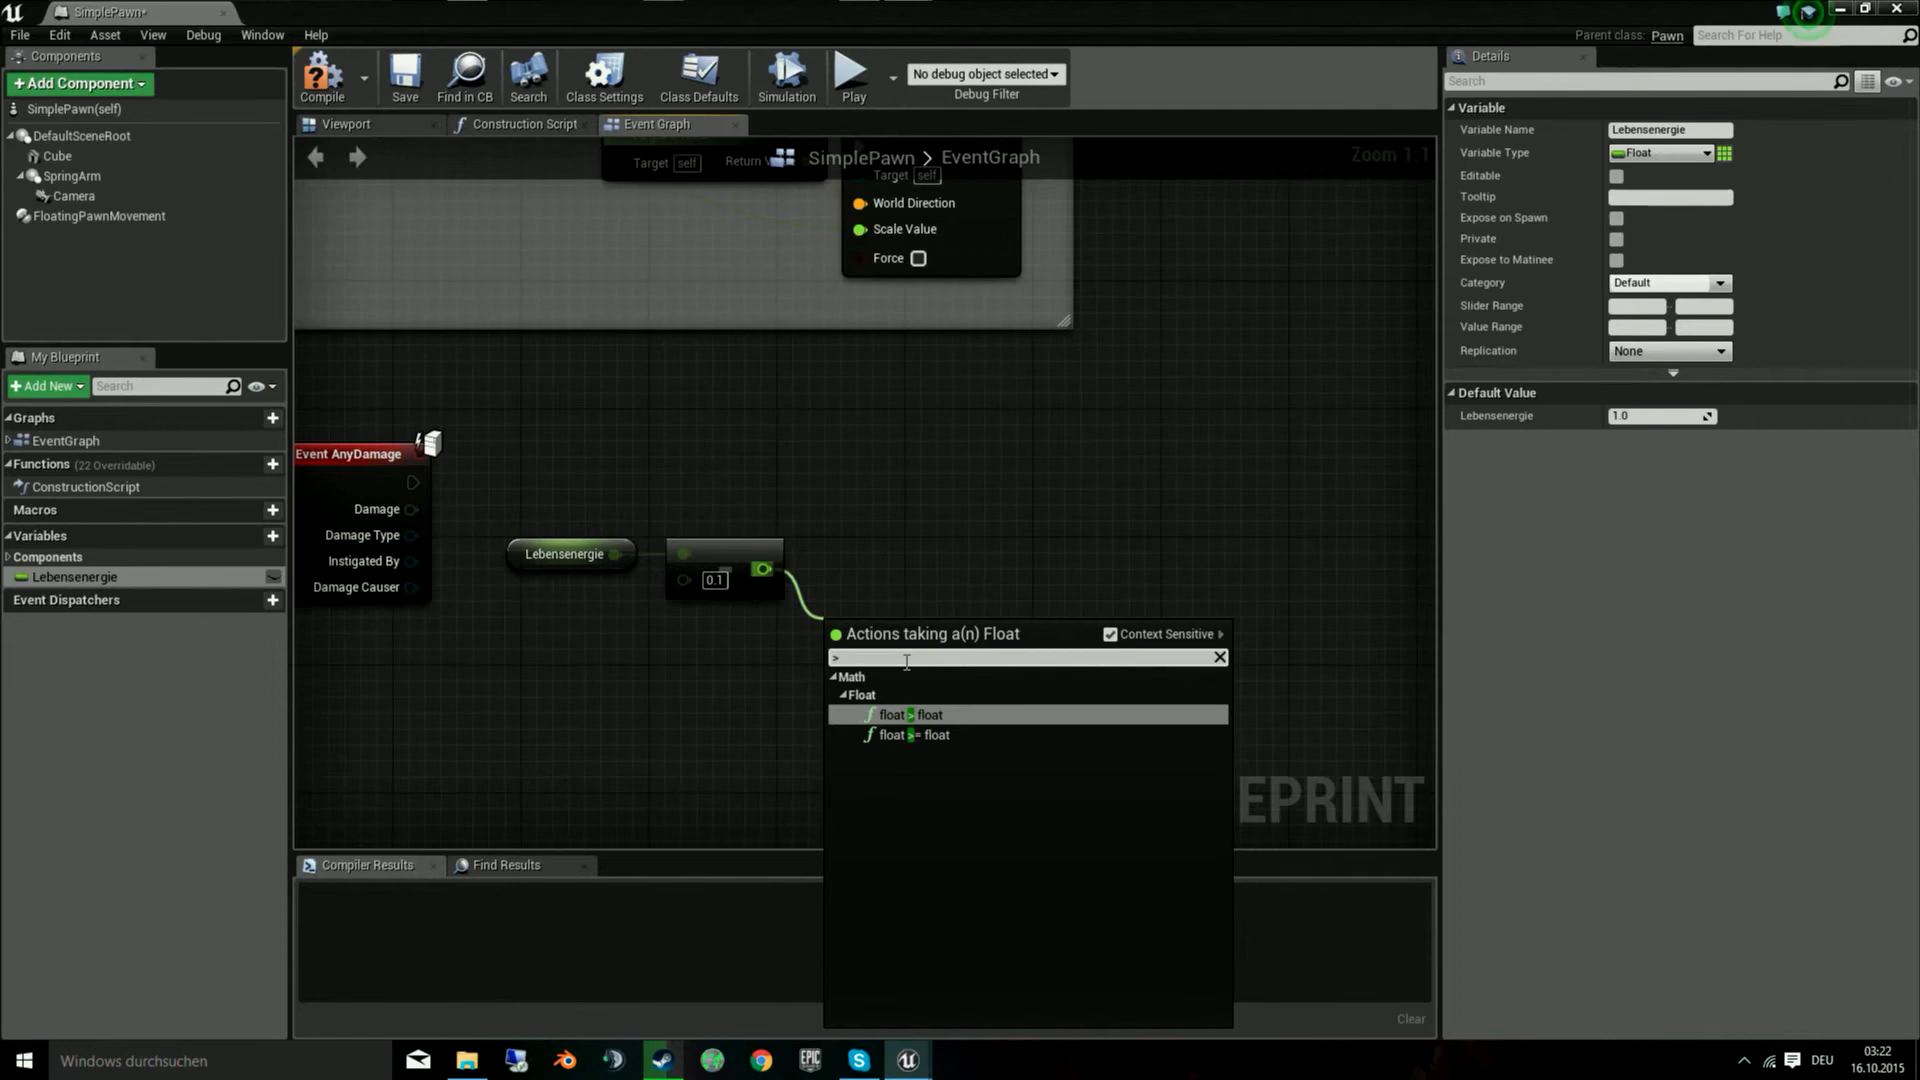 SimplePawn*
File Edit Asset View Debug Window Help
Parent class: Pawn
Search For Help
Components
+Add Component
SimplePawn(self)
DefaultSceneRoot
Cube
SpringArm
Camera
FloatingPawnMovement
My Blueprint
+Add New
Search
Graphs
EventGraph
Functions (22 Overridable)
ConstructionScript
Macros
Variables
Components
Lebensenergie
Event Dispatchers
Compile
Save
Find in CB
Search
Class Settings
Class Defaults
Simulation
Play
No debug object selected
Debug Filter
Viewport
Construction Script
Event Graph
SimplePawn > EventGraph
Zoom 1:1
Target self
Return V
Target self
World Direction
Scale Value
Force
Event AnyDamage
Damage
Damage Type
Instigated By
Damage Causer
Lebensenergie
0.1
Actions taking a(n) Float
Context Sensitive
>
Math
Float
float > float
float >= float
EPRINT
Compiler Results
Find Results
Clear
Details
Search
Variable
Variable Name Lebensenergie
Variable Type Float
Editable
Tooltip
Expose on Spawn
Private
Expose to Matinee
Category Default
Slider Range
Value Range
Replication None
Default Value
Lebensenergie 1.0
Windows durchsuchen
EPIC
DEU
03:22
16.10.2015